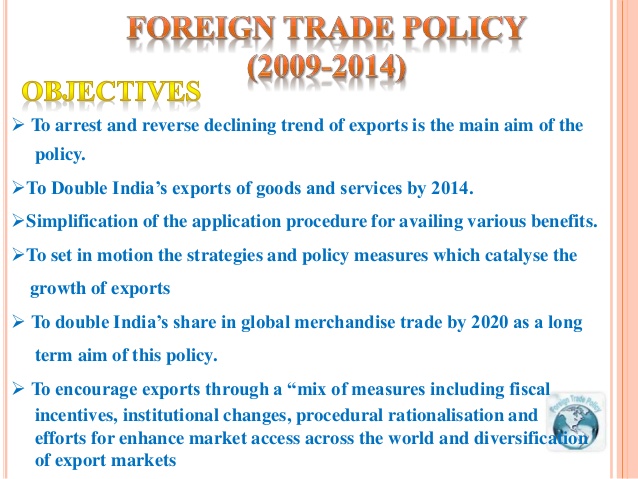 FOREIGN TRADE POLICY
(2009-2014)
OBJECTIVES
➢ To arrest and reverse declining trend of exports is the main aim of the
policy.
➢To Double India's exports of goods and services by 2014.
➢Simplification of the application procedure for availing various benefits.
➢To set in motion the strategies and policy measures which catalyse the
growth of exports
➢ To double India's share in global merchandise trade by 2020 as a long
term aim of this policy.
➢ To encourage exports through a “mix of measures including fiscal
incentives, institutional changes, procedural rationalisation and
efforts for enhance market access across the world and diversification
of export markets
Foreign Trade Policy